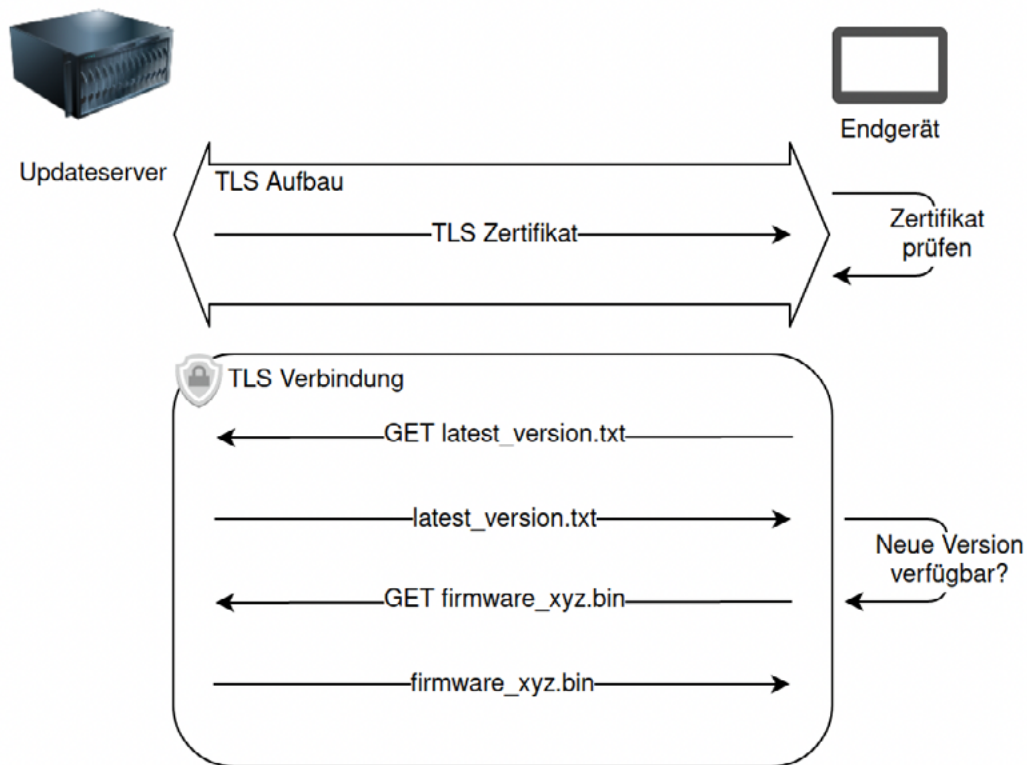 Updateserver
Endgerät
TLS Aufbau
TLS Zertifikat
Zertifikat
prüfen
TLS Verbindung
GET latest_version.txt
latest_version.txt
Neue Version
verfügbar?
GET firmware_xyz.bin
firmware_xyz.bin